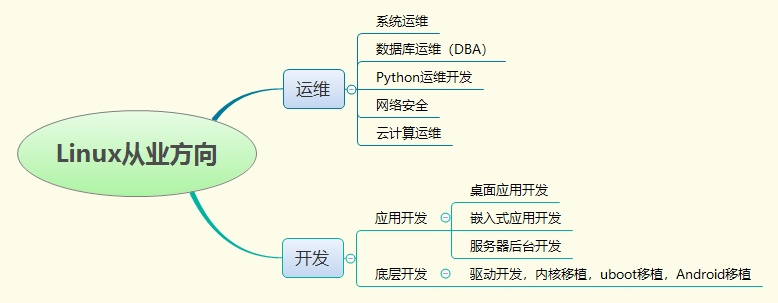 Linux从业方向
运维
系统运维
数据库运维（DBA）
Python运维开发
网络安全
云计算运维
开发
应用开发
桌面应用开发
嵌入式应用开发
服务器后台开发
底层开发
驱动开发，内核移植，uboot移植，Android移植